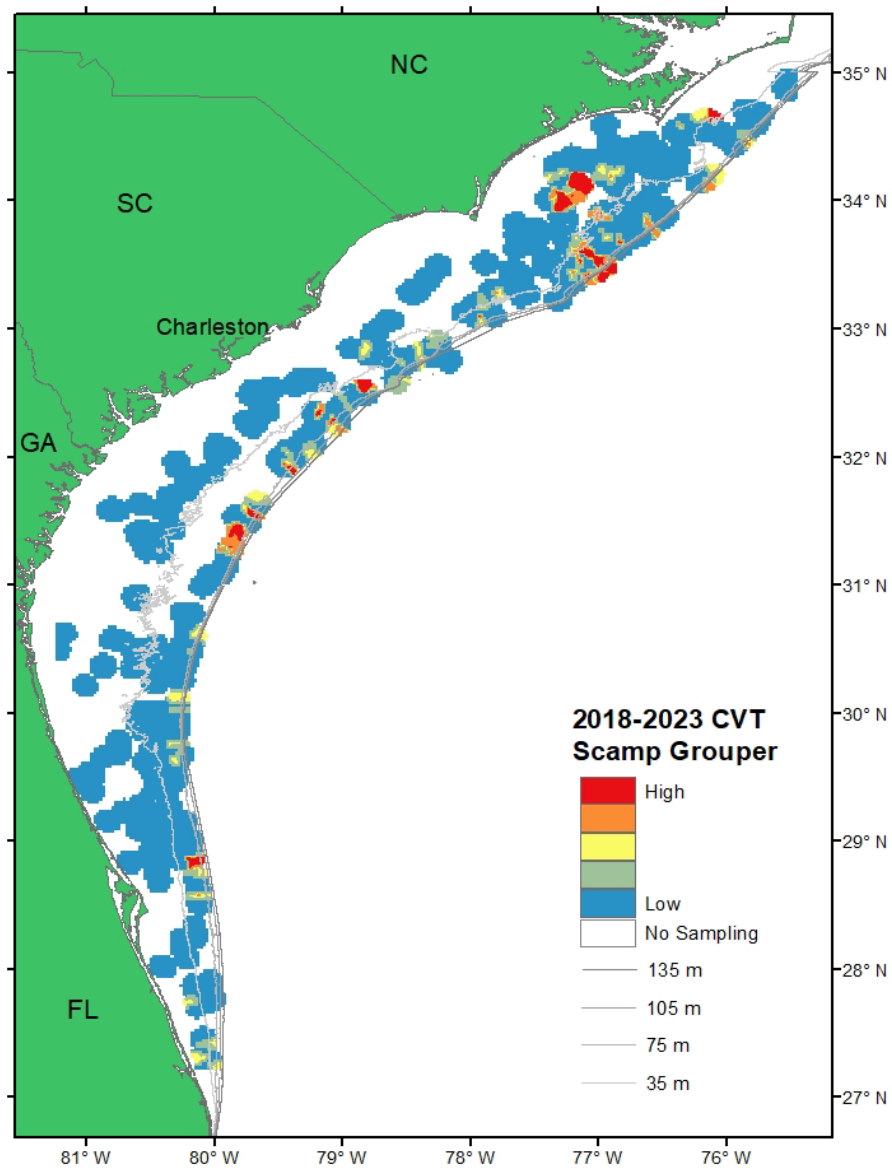 NC
SC
Charleston
GA
FL
35° N
34° N
33° N
32° N
31° N
30° N
29° N
28° N
27° N
2018-2023 CVT
Scamp Grouper
High
Low
No Sampling
135 m
105 m
75 m
35 m
81° W 80° W 79° W 78° W 77° W 76° W